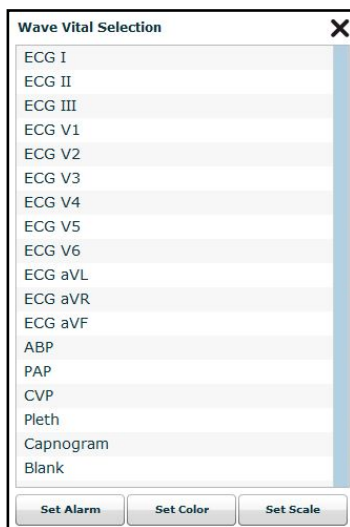 Wave Vital Selection
ECG I
ECG II
ECG III
ECG V1
ECG V2
ECG V3
ECG V4
ECG V5
ECG V6
ECG aVL
ECG aVR
ECG aVF
ABP
PAP
CVP
Pleth
Capnogram
Blank
Set Alarm Set Color Set Scale